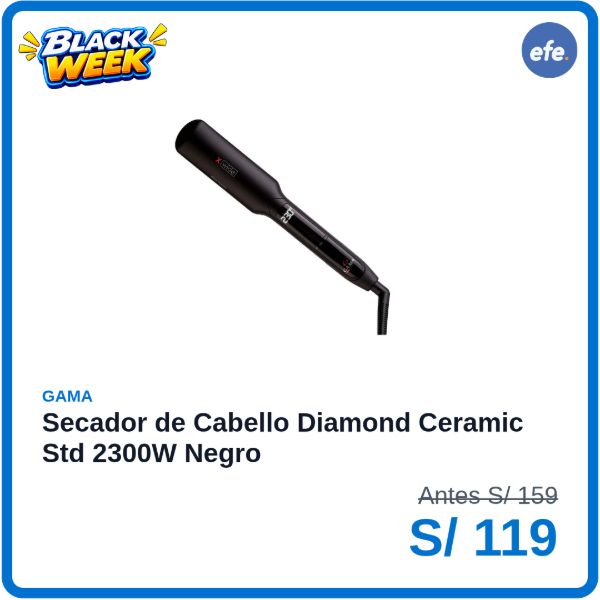 BLACK
WEEK
efe.
GAMA
Secador de Cabello Diamond Ceramic
Std 2300W Negro
Antes S/ 159
S/ 119